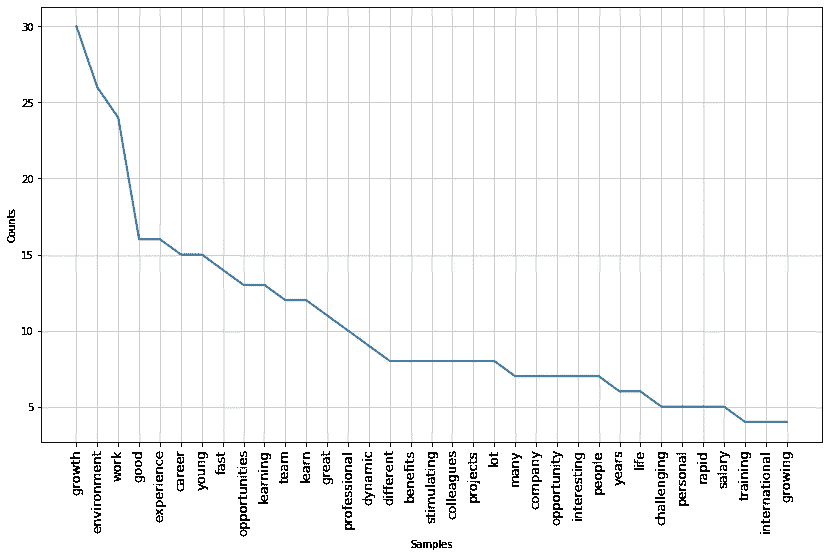 30
25
20
15
10
5
Counts
growth
environment
work
good
experience
career
young
fast
opportunities
learning
team
learn
great
professional
dynamic
different
benefits
stimulating
colleagues
projects
lot
many
company
opportunity
interesting
people
years
life
challenging
personal
rapid
salary
training
international
growing
Samples